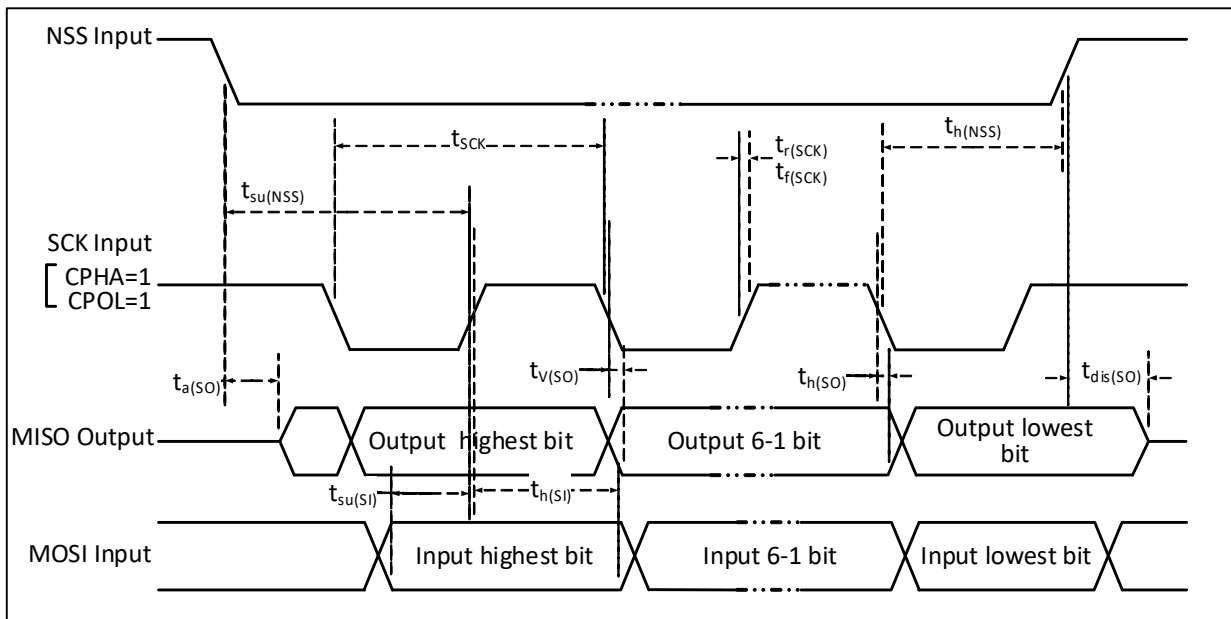 NSS Input
tSCK
tr(SCK)
tf(SCK)
th(NSS)
tsu(NSS)
SCK Input
CPHA=1
CPOL=1
ta(SO)
tV(SO)
th(SO)
tdis(SO)
MISO Output
Output highest bit
Output 6-1 bit
Output lowest
bit
tsu(SI)
th(SI)
MOSI Input
Input highest bit
Input 6-1 bit
Input lowest bit